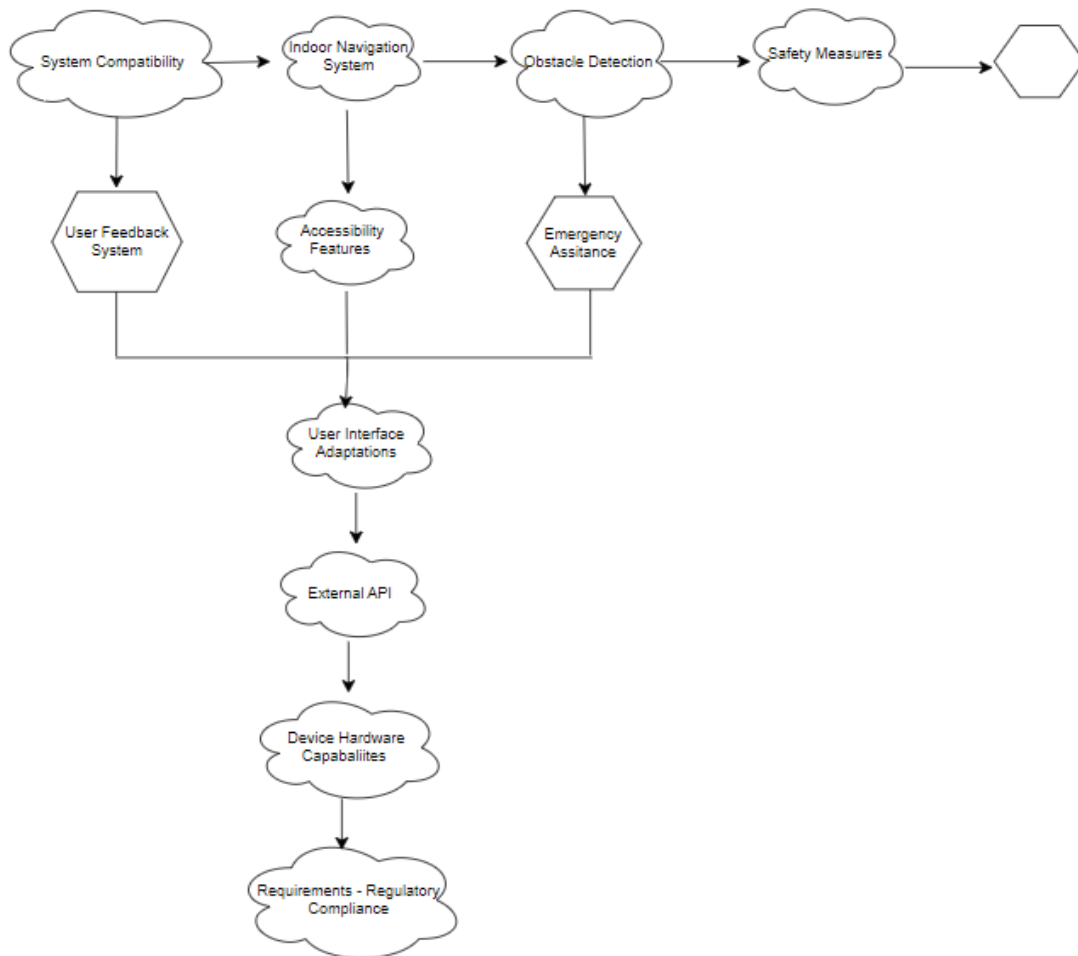 System Compatibility
Indoor Navigation
System
Obstacle Detection
Safety Measures
User Feedback
System
Accessibility
Features
Emergency
Assitance
User Interface
Adaptations
External API
Device Hardware
Capabaliites
Requirements - Regulatory
Compliance